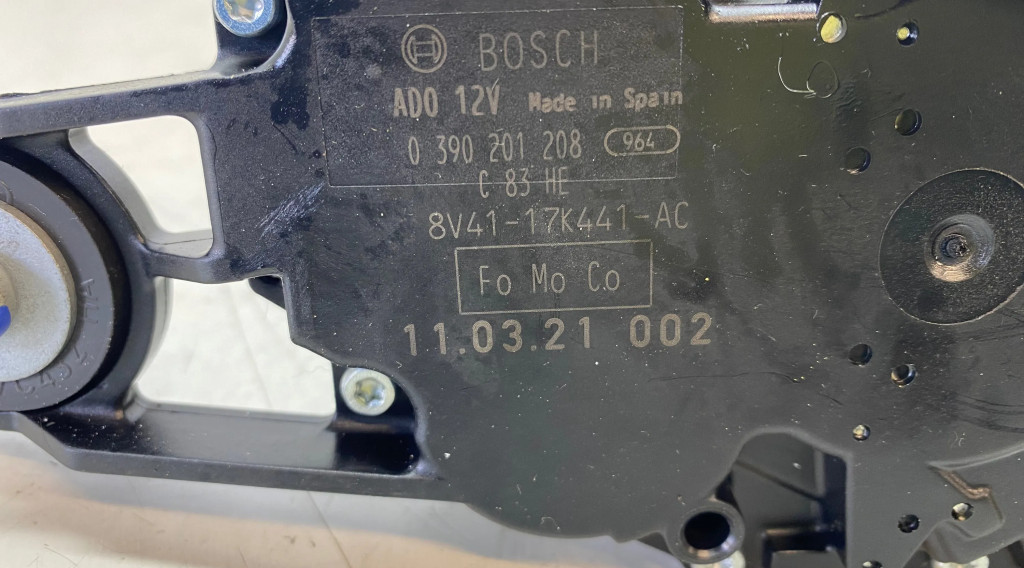 BOSCH
ADO 12V Made in Spain
0 390 201 208 964
C 83 HE
8V41-17K441-AC
Fo Mo Co
11.03.21 002